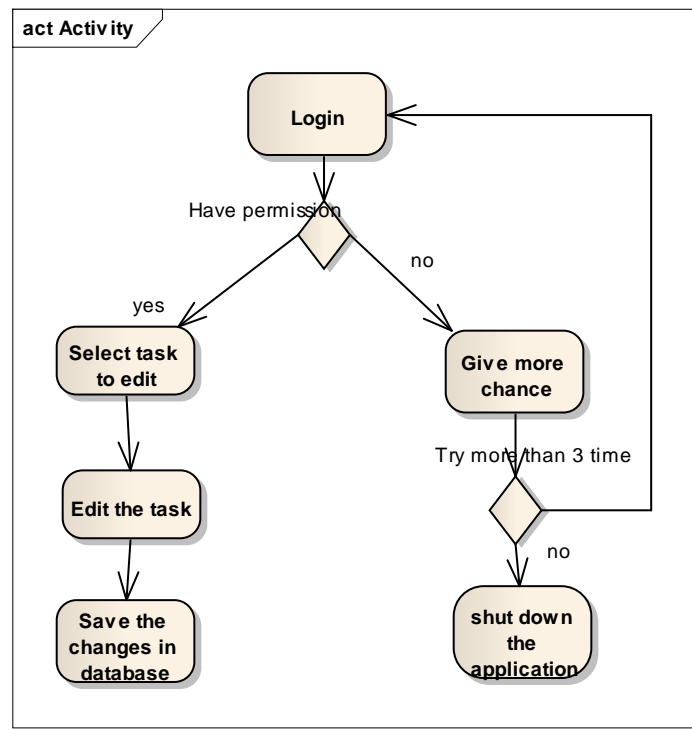 act Activity
Login
Have permission
no
yes
Select task
to edit
Give more
chance
Try more than 3 time
Edit the task
no
Save the
changes in
database
shut down
the
application